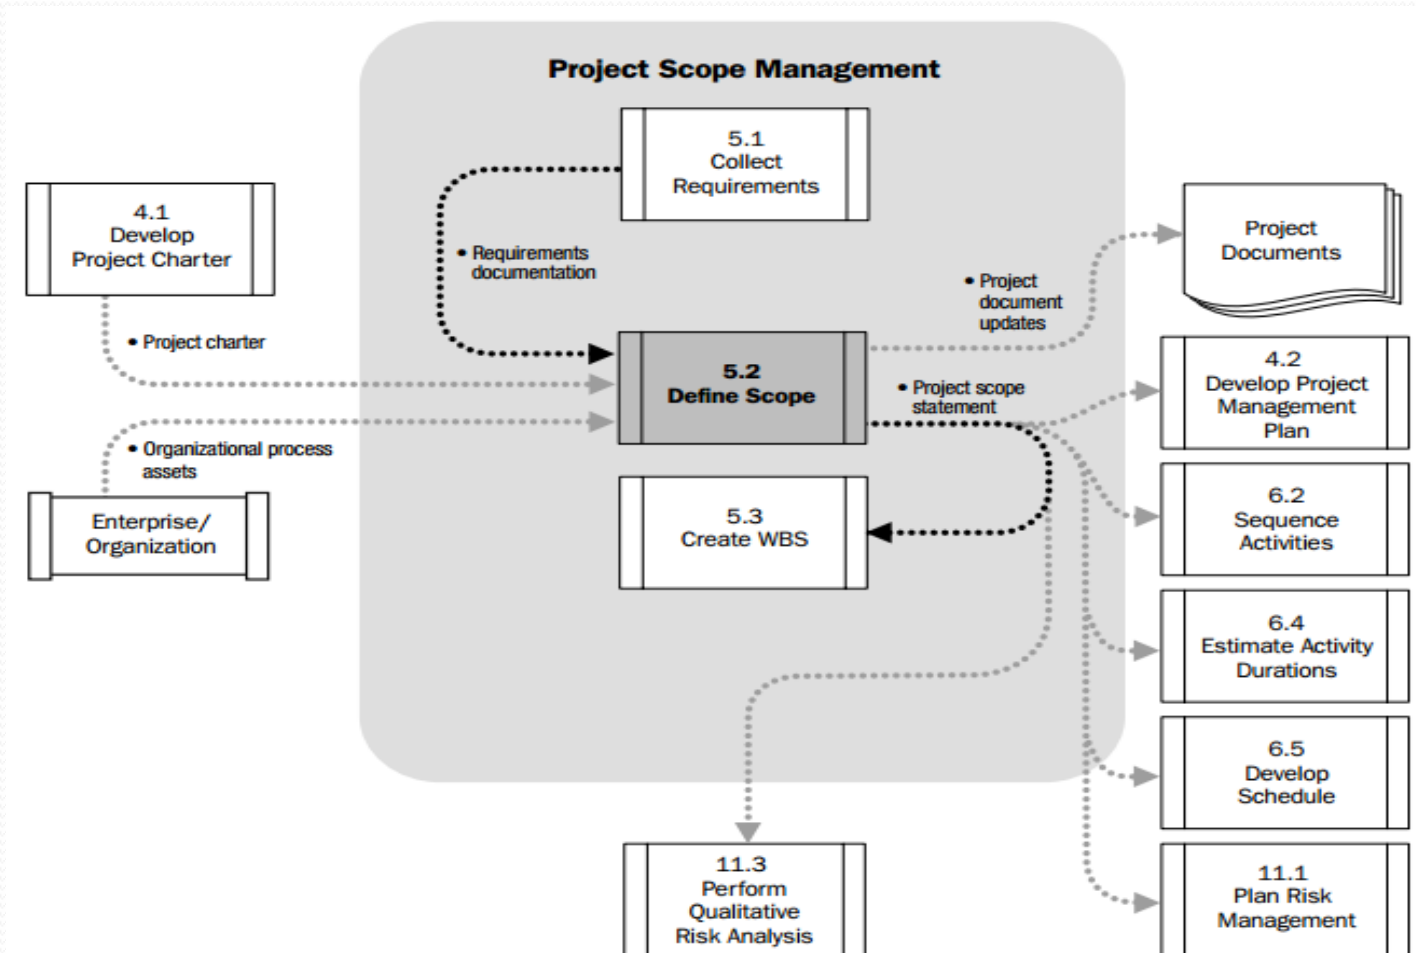 Project Scope Management
5.1
Collect
Requirements
4.1
Develop
Project Charter
• Requirements
documentation
Project
Documents
• Project
document
updates
• Project charter
5.2
Define Scope
• Project scope
statement
4.2
Develop Project
Management
Plan
• Organizational process
assets
Enterprise/
Organization
5.3
Create WBS
6.2
Sequence
Activities
6.4
Estimate Activity
Durations
6.5
Develop
Schedule
11.3
Perform
Qualitative
Risk Analysis
11.1
Plan Risk
Management